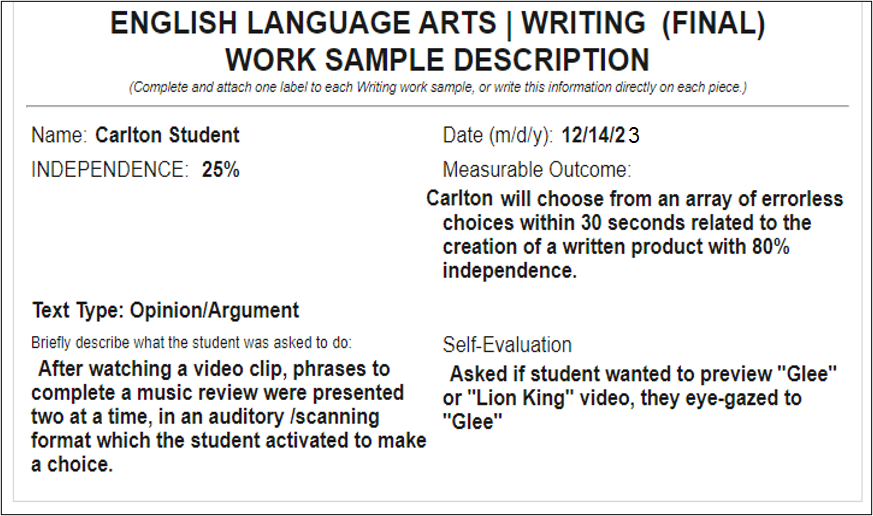 ENGLISH LANGUAGE ARTS | WRITING (FINAL)
WORK SAMPLE DESCRIPTION
(Complete and attach one label to each Writing work sample, or write this information directly on each piece.)
Name: Carlton Student
Date (m/d/y): 12/14/23
INDEPENDENCE: 25%
Measurable Outcome:
Carlton will choose from an array of errorless
choices within 30 seconds related to the
creation of a written product with 80%
independence.
Text Type: Opinion/Argument
Briefly describe what the student was asked to do:
After watching a video clip, phrases to
complete a music review were presented
two at a time, in an auditory /scanning
format which the student activated to make
a choice.
Self-Evaluation
Asked if student wanted to preview "Glee"
or "Lion King" video, they eye-gazed to
"Glee"